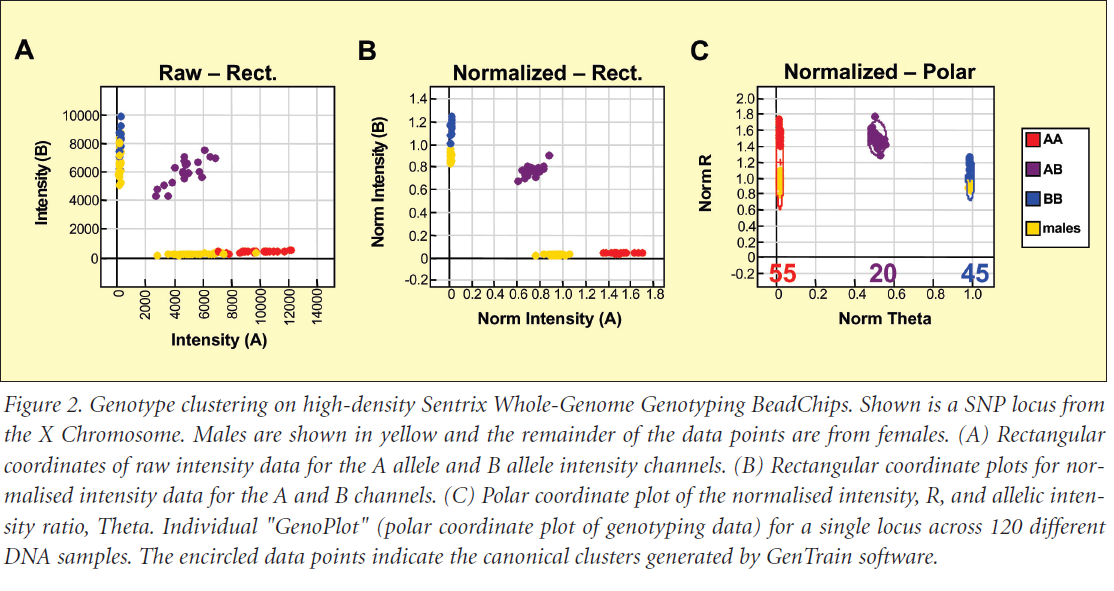 A
Raw – Rect.
Intensity (B)
10000
8000
6000
4000
2000
0
0
2000
4000
6000
8000
10000
12000
14000
Intensity (A)
B
Normalized – Rect.
Norm Intensity (B)
1.4
1.2
1.0
0.8
0.6
0.4
0.2
0
-0.2
0 0.2 0.4 0.6 0.8 1.0 1.2 1.4 1.6 1.8
Norm Intensity (A)
C
Normalized – Polar
Norm R
2.0
1.8
1.6
1.4
1.2
1.0
0.8
0.6
0.4
0.2
0
-0.2
55 20 45
0 0.2 0.4 0.6 0.8 1.0
Norm Theta
AA
AB
BB
males
Figure 2. Genotype clustering on high-density Sentrix Whole-Genome Genotyping BeadChips. Shown is a SNP locus from
the X Chromosome. Males are shown in yellow and the remainder of the data points are from females. (A) Rectangular
coordinates of raw intensity data for the A allele and B allele intensity channels. (B) Rectangular coordinate plots for nor-
malised intensity data for the A and B channels. (C) Polar coordinate plot of the normalised intensity, R, and allelic inten-
sity ratio, Theta. Individual "GenoPlot" (polar coordinate plot of genotyping data) for a single locus across 120 different
DNA samples. The encircled data points indicate the canonical clusters generated by GenTrain software.